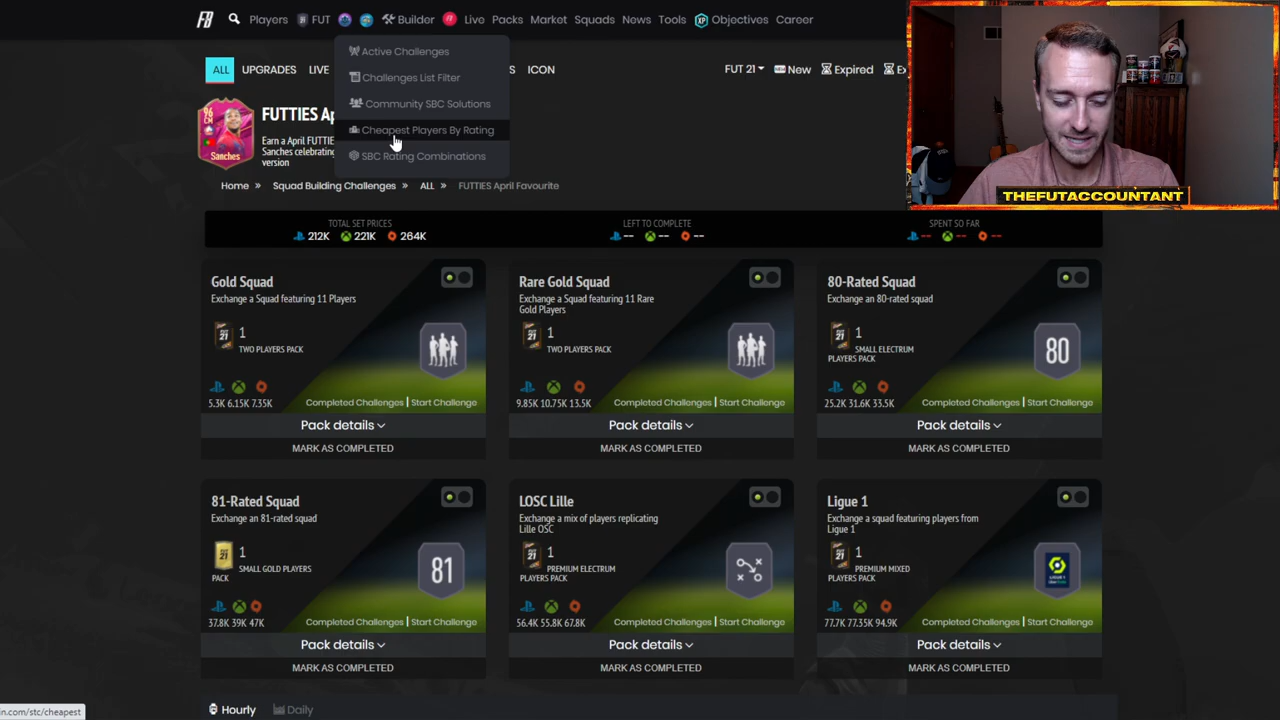 FB Players FUT Builder Live Packs Market Squads News Tools XP Objectives Career
Active Challenges
Challenges List Filter
Community SBC Solutions
Cheapest Players By Rating
SBC Rating Combinations
ALL UPGRADES LIVE S ICON FUT 21 New Expired Ex
96
CM
Sanches
FUTTIES Ap
Earn a April FUTTIE
Sanches celebrating
version
THEFUTACCOUNTANT
Home » Squad Building Challenges » ALL » FUTTIES April Favourite
TOTAL SET PRICES LEFT TO COMPLETE SPENT SO FAR
212K 221K 264K -- -- -- -- -- --
Gold Squad
Exchange a Squad featuring 11 Players
1
TWO PLAYERS PACK
5.3K 6.15K 7.35K
Completed Challenges | Start Challenge
Pack details
MARK AS COMPLETED
Rare Gold Squad
Exchange a Squad featuring 11 Rare
Gold Players
1
TWO PLAYERS PACK
9.85K 10.75K 13.5K
Completed Challenges | Start Challenge
Pack details
MARK AS COMPLETED
80-Rated Squad
Exchange an 80-rated squad
1
SMALL ELECTRUM
PLAYERS PACK
80
25.2K 31.6K 33.5K
Completed Challenges | Start Challenge
Pack details
MARK AS COMPLETED
81-Rated Squad
Exchange an 81-rated squad
1
SMALL GOLD PLAYERS
PACK
81
37.8K 39K 47K
Completed Challenges | Start Challenge
Pack details
MARK AS COMPLETED
LOSC Lille
Exchange a mix of players replicating
Lille OSC
1
PREMIUM ELECTRUM
PLAYERS PACK
56.4K 55.8K 67.8K
Completed Challenges | Start Challenge
Pack details
MARK AS COMPLETED
Ligue 1
Exchange a squad featuring players from
Ligue 1
1
PREMIUM MIXED
PLAYERS PACK
77.7K 77.35K 94.9K
Completed Challenges | Start Challenge
Pack details
MARK AS COMPLETED
Hourly Daily
in.com/stc/cheapest